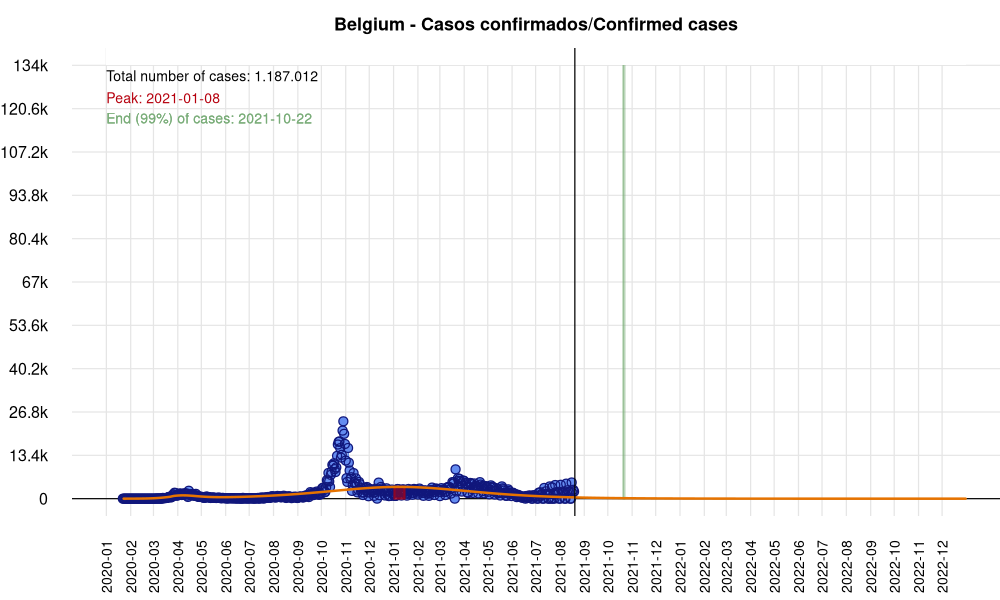 Belgium - Casos confirmados/Confirmed cases
134k
120.6k
107.2k
93.8k
80.4k
67k
53.6k
40.2k
26.8k
13.4k
0
Total number of cases: 1.187.012
Peak: 2021-01-08
End (99%) of cases: 2021-10-22
2020-01
2020-02
2020-03
2020-04
2020-05
2020-06
2020-07
2020-08
2020-09
2020-10
2020-11
2020-12
2021-01
2021-02
2021-03
2021-04
2021-05
2021-06
2021-07
2021-08
2021-09
2021-10
2021-11
2021-12
2022-01
2022-02
2022-03
2022-04
2022-05
2022-06
2022-07
2022-08
2022-09
2022-10
2022-11
2022-12